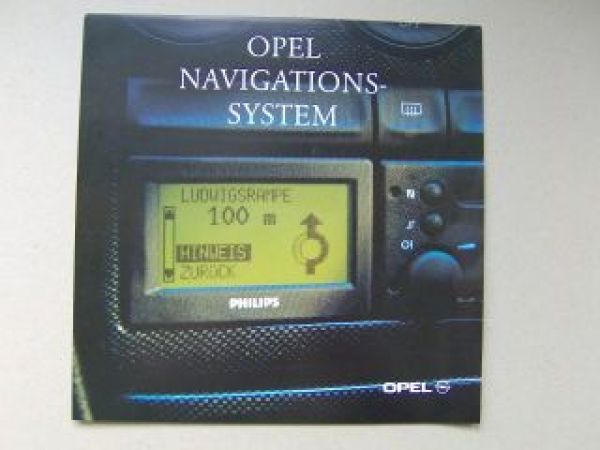 OPEL
NAVIGATIONS-
SYSTEM
LUDWIGSRAMPE
100 m
HINWEIS
ZURÜCK
PHILIPS
OPEL